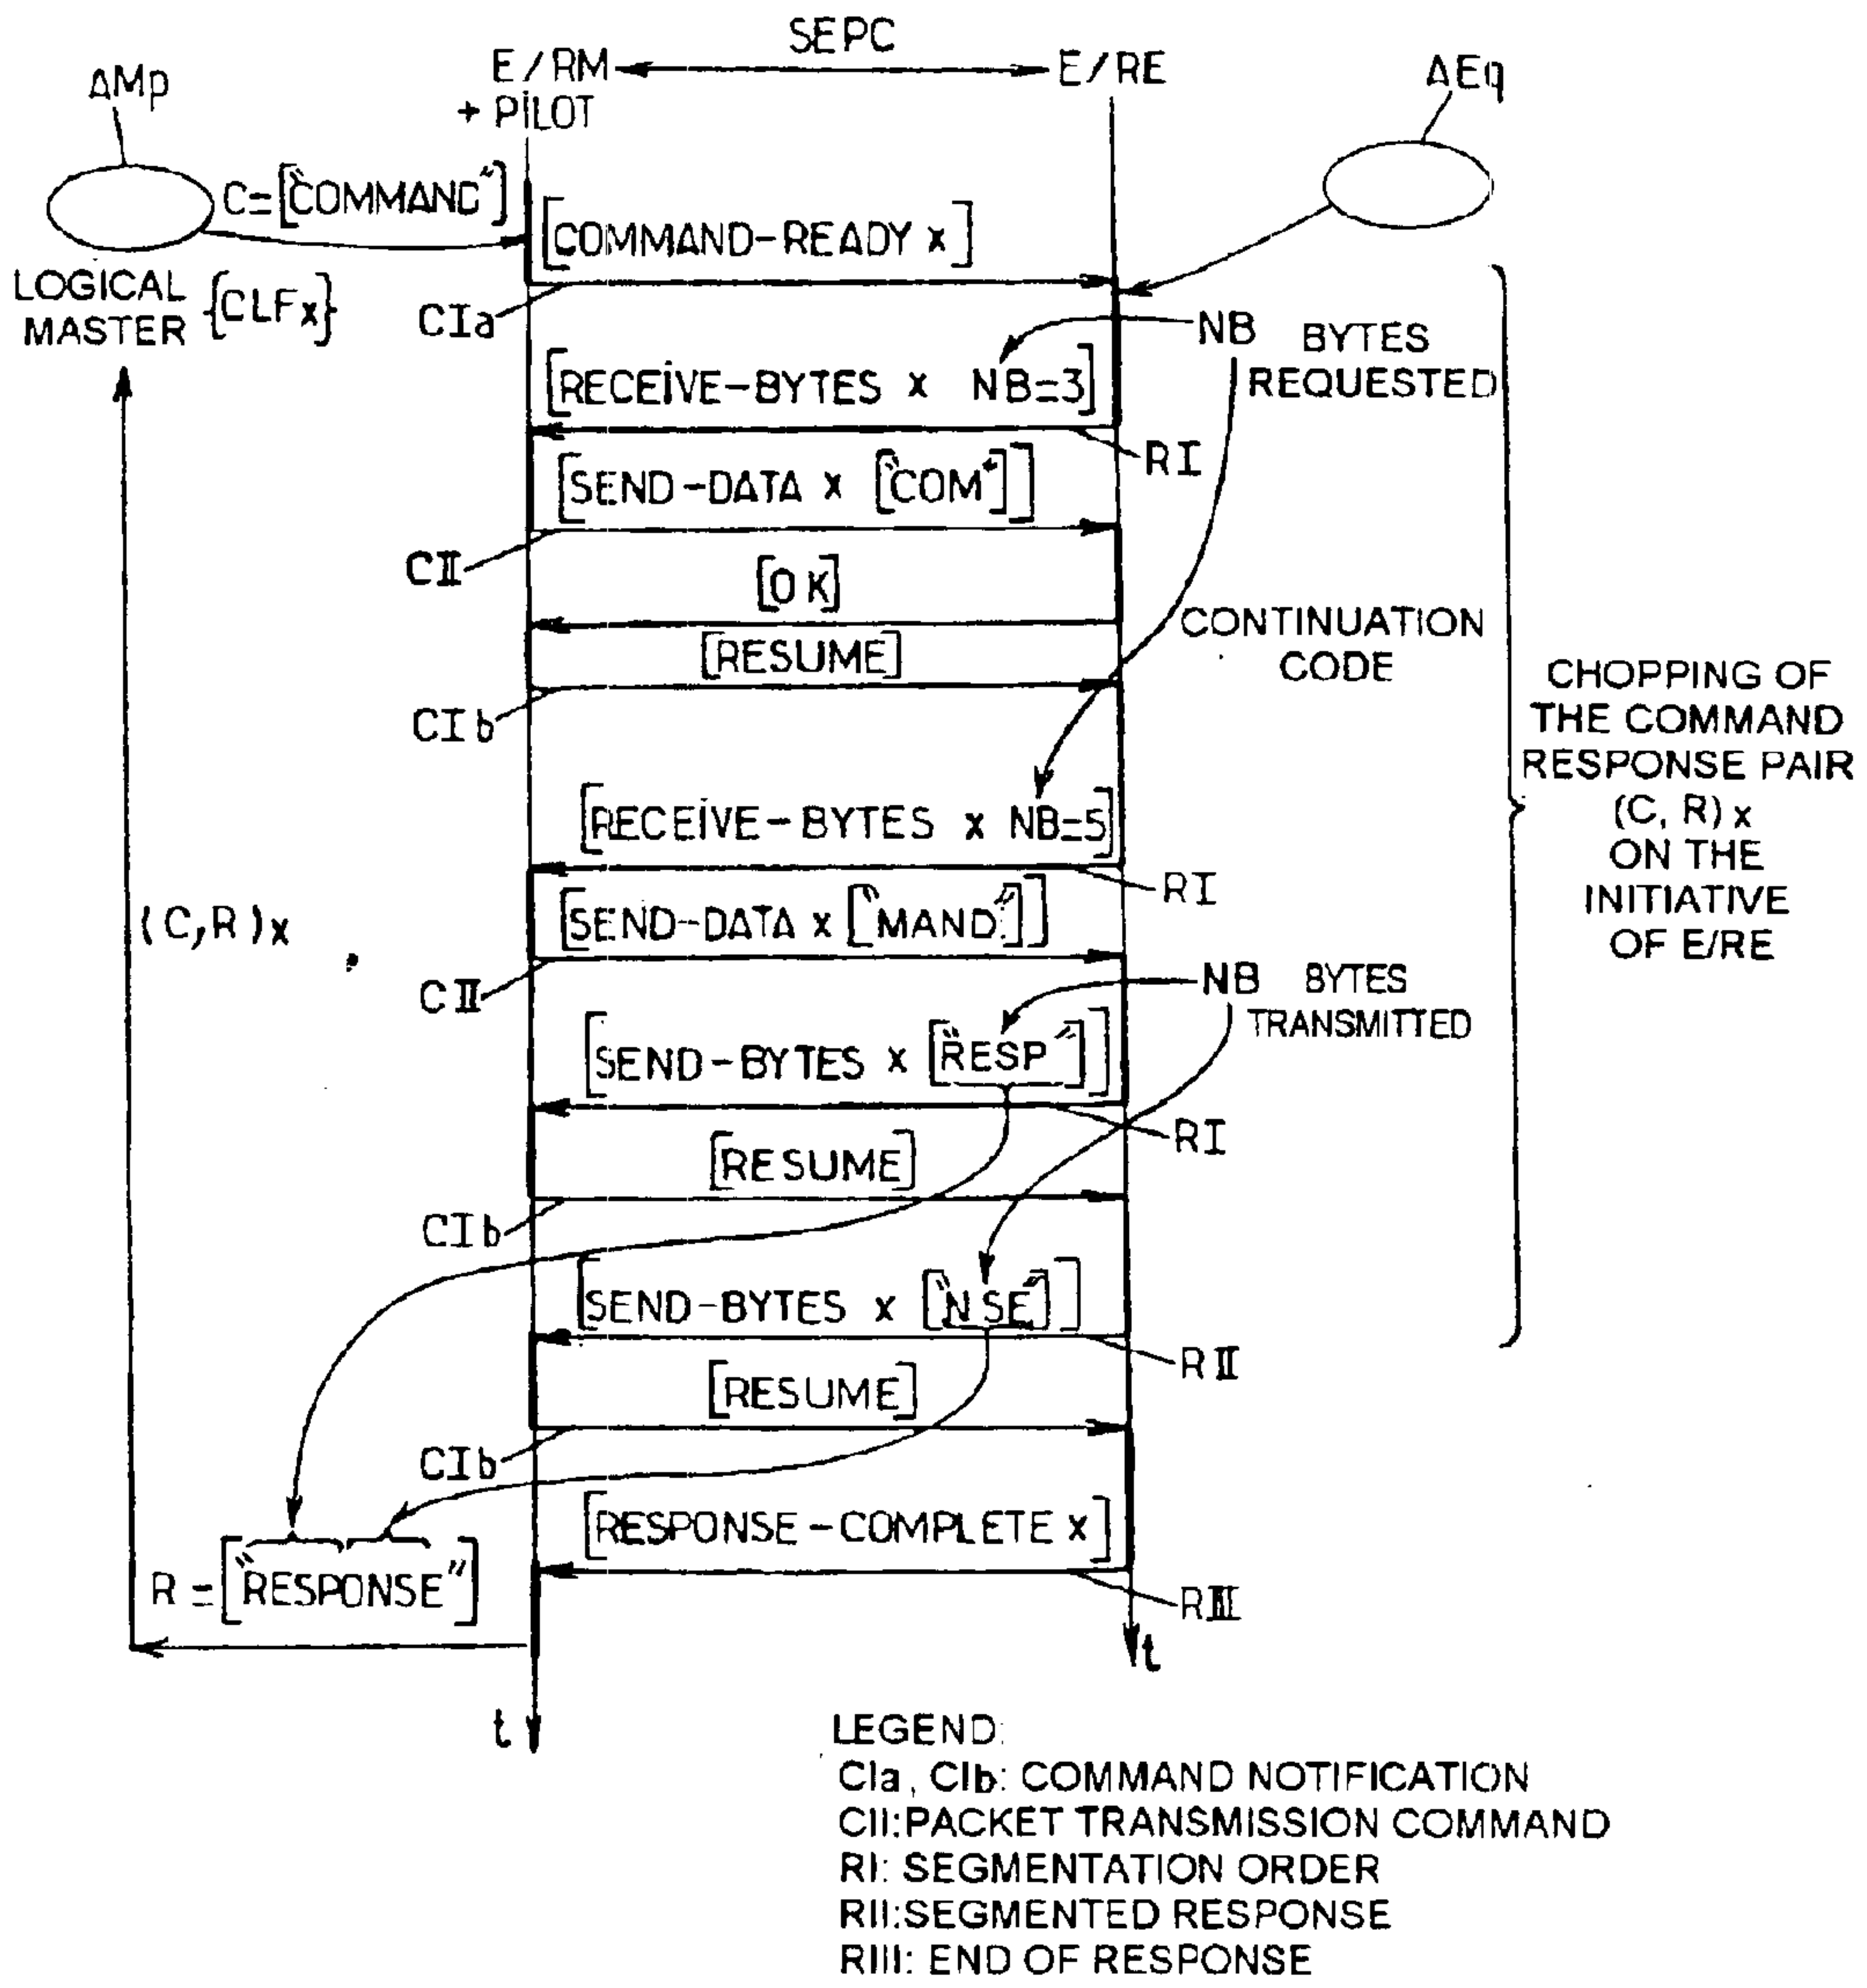 SEPC
E/RM
E/RE
+ PILOT
ΔMp
ΔEq
C=["COMMAND"]
[COMMAND-READY x]
LOGICAL
MASTER
{CLFx}
CIa
NB BYTES
REQUESTED
[RECEIVE-BYTES x NB=3]
RI
[SEND-DATA x ["COM"]]
CII
[OK]
[RESUME]
CONTINUATION
CODE
CIb
CHOPPING OF
THE COMMAND
RESPONSE PAIR
(C, R) x
ON THE
INITIATIVE
OF E/RE
[RECEIVE-BYTES x NB=5]
RI
[SEND-DATA x ["MAND"]]
(C,R)x
CII
NB BYTES
TRANSMITTED
[SEND-BYTES x ["RESP"]]
RI
[RESUME]
CIb
[SEND-BYTES x ["NSE"]]
RII
[RESUME]
CIb
[RESPONSE-COMPLETE x]
R=["RESPONSE"]
RIII
t
t
LEGEND:
CIa, CIb: COMMAND NOTIFICATION
CII:PACKET TRANSMISSION COMMAND
RI: SEGMENTATION ORDER
RII:SEGMENTED RESPONSE
RIII: END OF RESPONSE